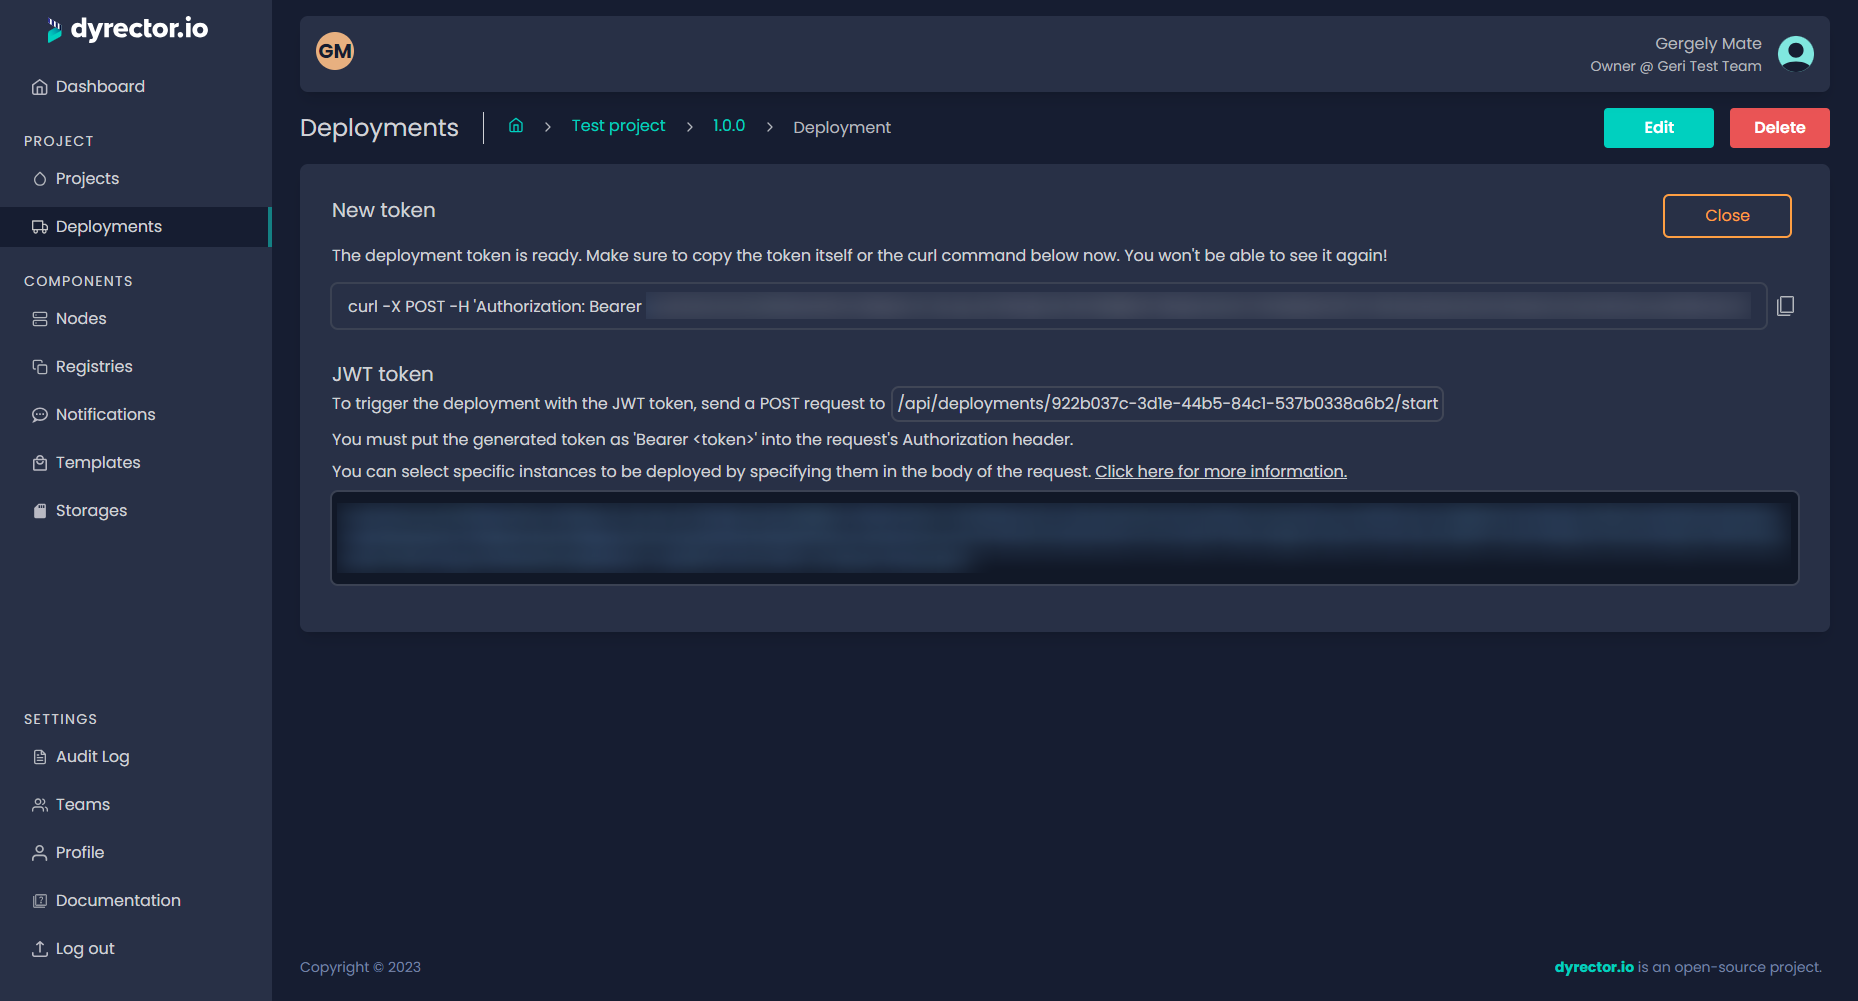 dyrector.io
Dashboard
PROJECT
Projects
Deployments
COMPONENTS
Nodes
Registries
Notifications
Templates
Storages
SETTINGS
Audit Log
Teams
Profile
Documentation
Log out
GM
Gergely Mate
Owner @ Geri Test Team
Deployments
Test project
1.0.0
Deployment
Edit
Delete
New token
Close
The deployment token is ready. Make sure to copy the token itself or the curl command below now. You won't be able to see it again!
curl -X POST -H 'Authorization: Bearer
JWT token
To trigger the deployment with the JWT token, send a POST request to /api/deployments/922b037c-3d1e-44b5-84c1-537b0338a6b2/start
You must put the generated token as 'Bearer <token>' into the request's Authorization header.
You can select specific instances to be deployed by specifying them in the body of the request. Click here for more information.
Copyright © 2023
dyrector.io is an open-source project.